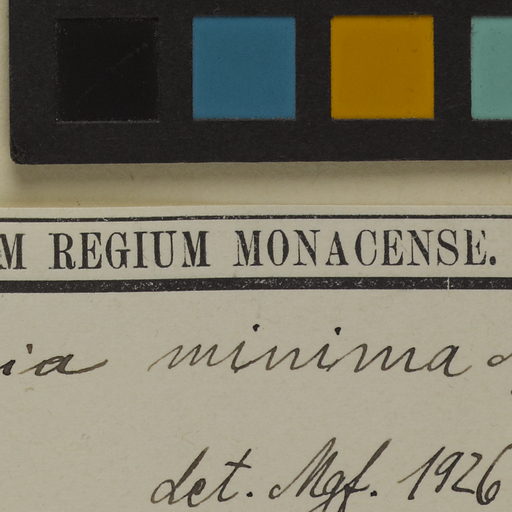 M REGIUM MONACENSE.
ia minima
det. Mgf. 1926